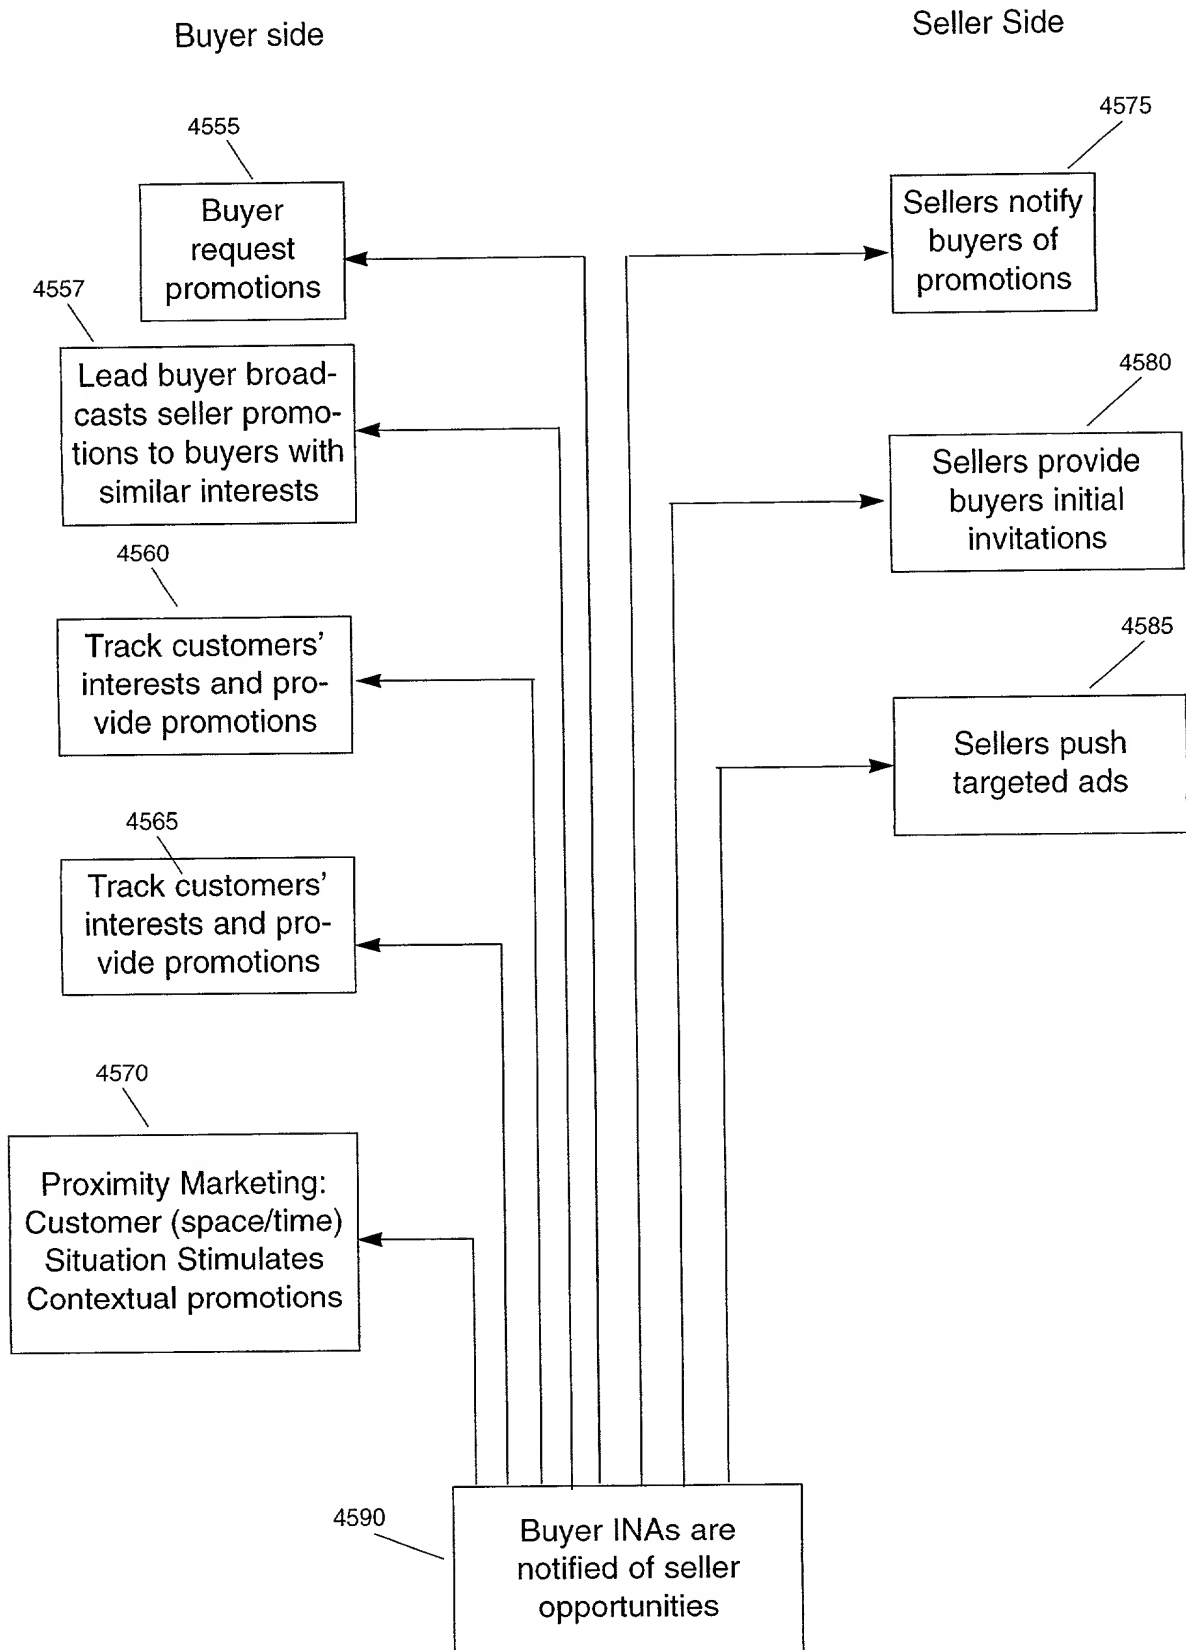 Buyer side
Seller Side
4555
Buyer
request
promotions
4557
Lead buyer broad-
casts seller promo-
tions to buyers with
similar interests
4560
Track customers'
interests and pro-
vide promotions
4565
Track customers'
interests and pro-
vide promotions
4570
Proximity Marketing:
Customer (space/time)
Situation Stimulates
Contextual promotions
4575
Sellers notify
buyers of
promotions
4580
Sellers provide
buyers initial
invitations
4585
Sellers push
targeted ads
4590
Buyer INAs are
notified of seller
opportunities